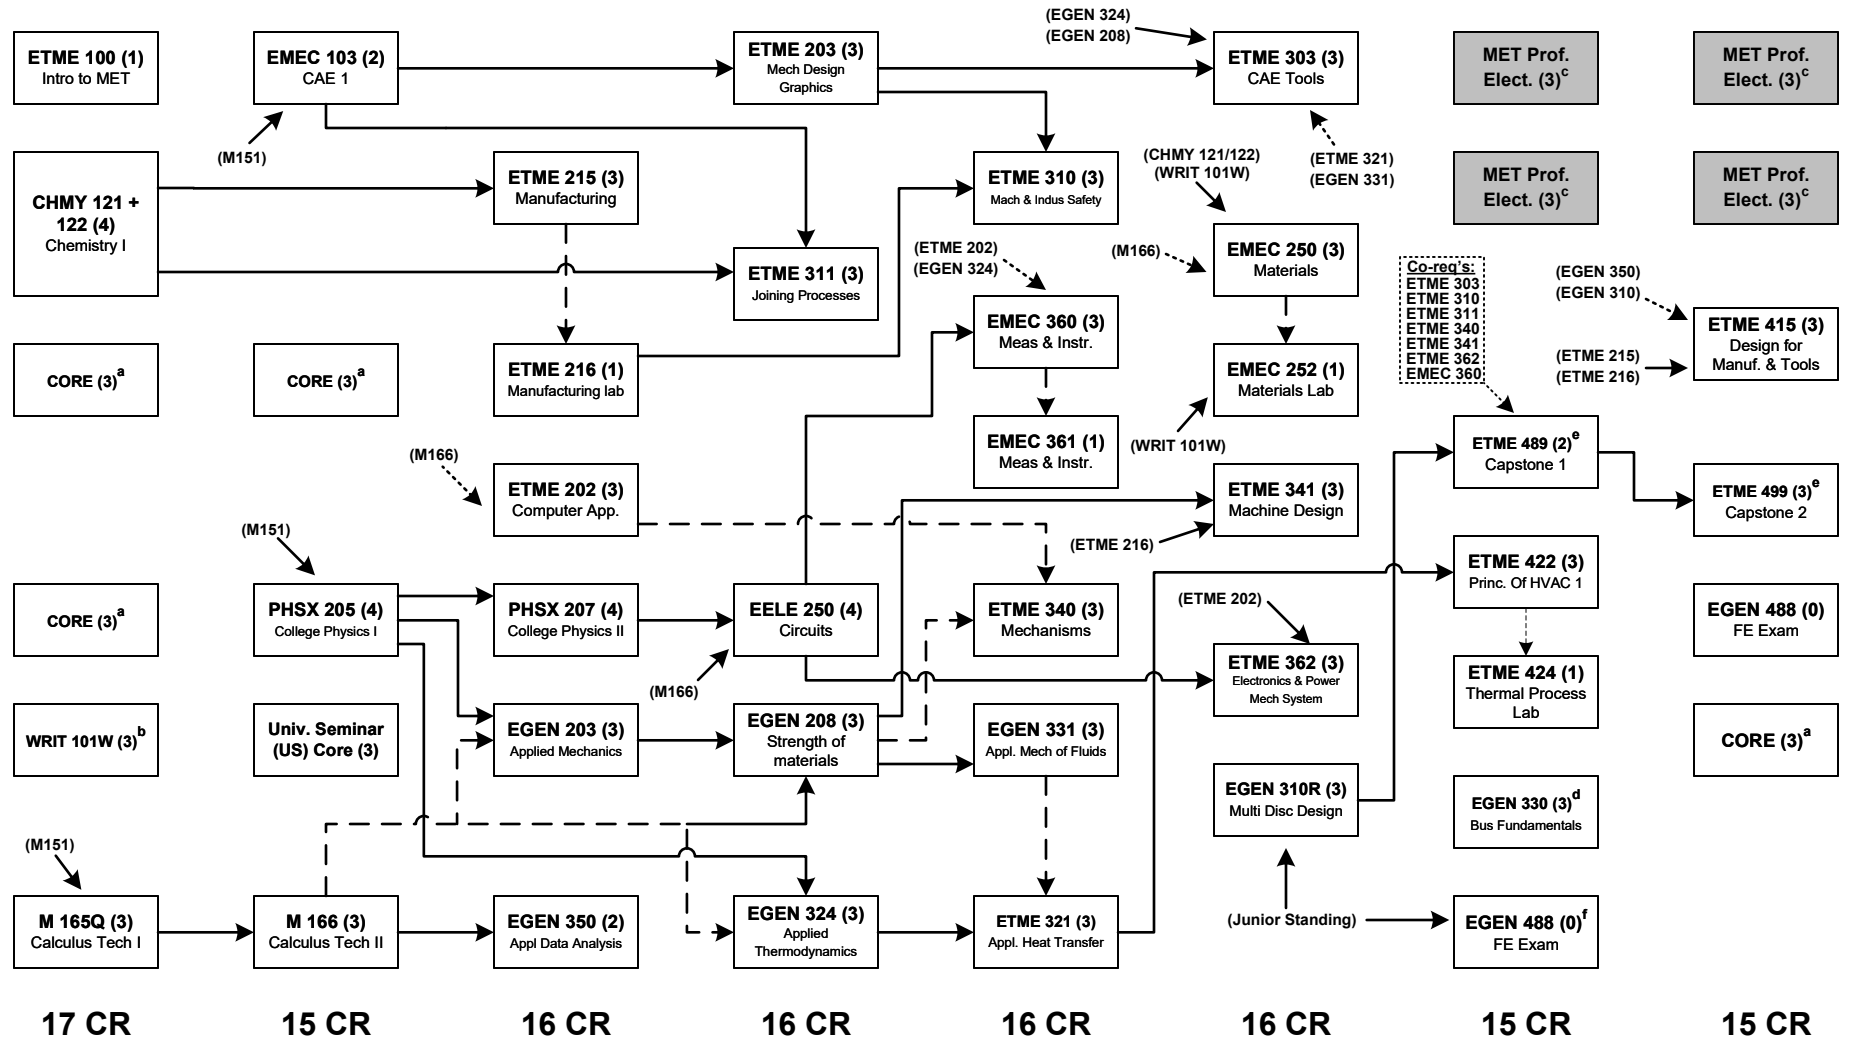 ETME 100 (1)
Intro to MET
CHMY 121 +
122 (4)
Chemistry I
CORE (3)a
CORE (3)a
WRIT 101W (3)b
(M151)
M 165Q (3)
Calculus Tech I
17 CR
EMEC 103 (2)
CAE 1
(M151)
CORE (3)a
(M151)
PHSX 205 (4)
College Physics I
Univ. Seminar
(US) Core (3)
M 166 (3)
Calculus Tech II
15 CR
ETME 215 (3)
Manufacturing
ETME 216 (1)
Manufacturing lab
(M166)
ETME 202 (3)
Computer App.
PHSX 207 (4)
College Physics II
EGEN 203 (3)
Applied Mechanics
EGEN 350 (2)
Appl Data Analysis
16 CR
ETME 203 (3)
Mech Design
Graphics
ETME 311 (3)
Joining Processes
EELE 250 (4)
Circuits
(M166)
EGEN 208 (3)
Strength of
materials
EGEN 324 (3)
Applied
Thermodynamics
16 CR
ETME 310 (3)
Mach & Indus Safety
(ETME 202)
(EGEN 324)
EMEC 360 (3)
Meas & Instr.
EMEC 361 (1)
Meas & Instr.
ETME 340 (3)
Mechanisms
EGEN 331 (3)
Appl. Mech of Fluids
ETME 321 (3)
Appl. Heat Transfer
16 CR
(EGEN 324)
(EGEN 208)
ETME 303 (3)
CAE Tools
(ETME 321)
(EGEN 331)
(CHMY 121/122)
(WRIT 101W)
(M166)
EMEC 250 (3)
Materials
EMEC 252 (1)
Materials Lab
(WRIT 101W)
ETME 341 (3)
Machine Design
(ETME 216)
(ETME 202)
ETME 362 (3)
Electronics & Power
Mech System
EGEN 310R (3)
Multi Disc Design
(Junior Standing)
16 CR
MET Prof.
Elect. (3)c
MET Prof.
Elect. (3)c
Co-req's:
ETME 303
ETME 310
ETME 311
ETME 340
ETME 341
ETME 362
EMEC 360
ETME 489 (2)e
Capstone 1
ETME 422 (3)
Princ. Of HVAC 1
ETME 424 (1)
Thermal Process
Lab
EGEN 330 (3)d
Bus Fundamentals
EGEN 488 (0)f
FE Exam
15 CR
MET Prof.
Elect. (3)c
MET Prof.
Elect. (3)c
(EGEN 350)
(EGEN 310)
ETME 415 (3)
Design for
Manuf. & Tools
(ETME 215)
(ETME 216)
ETME 499 (3)e
Capstone 2
EGEN 488 (0)
FE Exam
CORE (3)a
15 CR